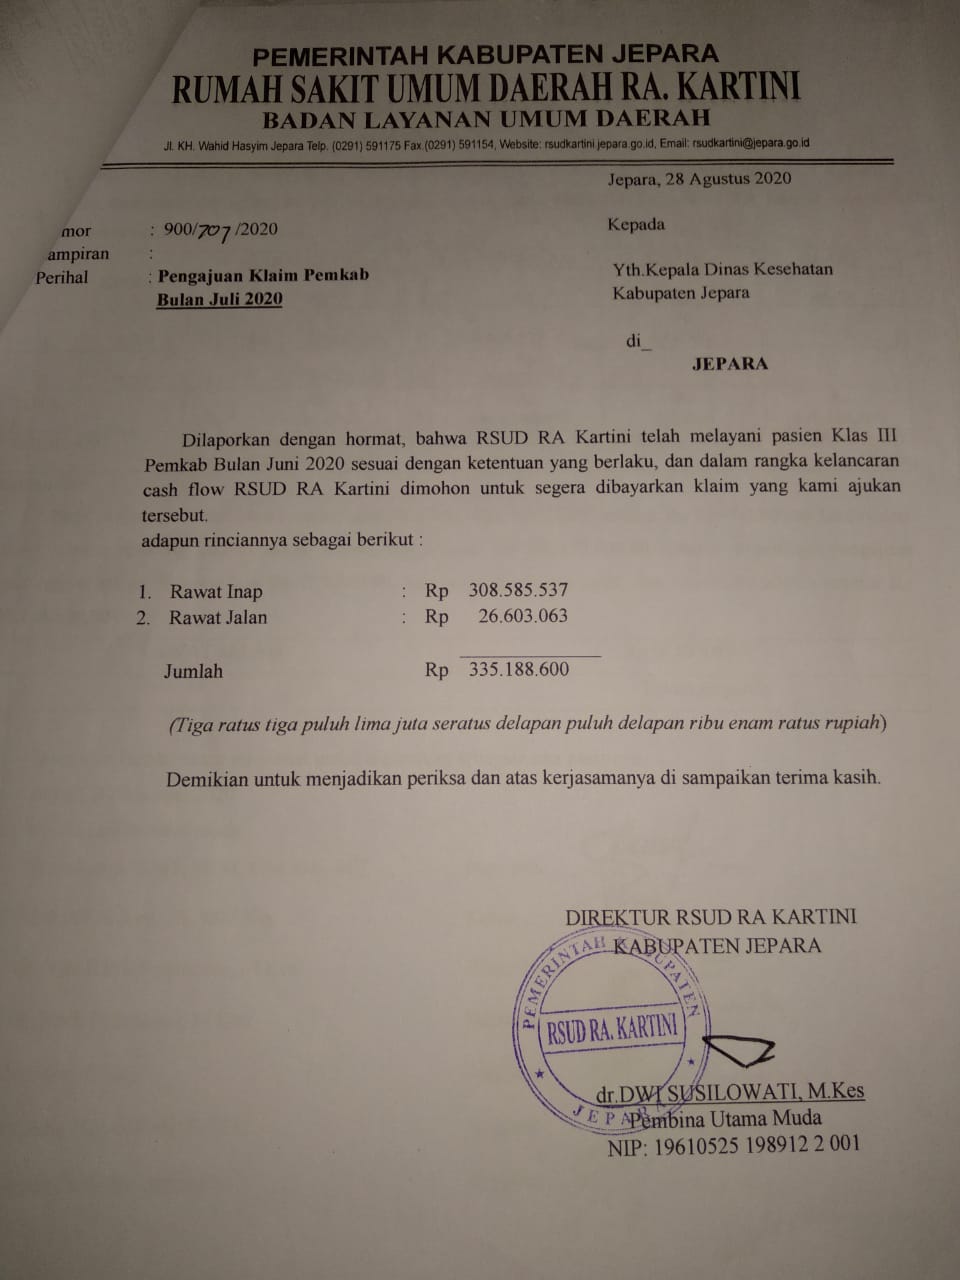 PEMERINTAH KABUPATEN JEPARA
RUMAH SAKIT UMUM DAERAH RA. KARTINI
BADAN LAYANAN UMUM DAERAH
Jl. KH. Wahid Hasyim Jepara Telp. (0291) 591175 Fax.(0291) 591154, Website: rsudkartini.jepara.go.id, Email: rsudkartini@jepara.go.id
Jepara, 28 Agustus 2020
mor : 900/707/2020
Kepada
ampiran :
Perihal : Pengajuan Klaim Pemkab
Bulan Juli 2020
Yth.Kepala Dinas Kesehatan
Kabupaten Jepara
di_
JEPARA
Dilaporkan dengan hormat, bahwa RSUD RA Kartini telah melayani pasien Klas III
Pemkab Bulan Juni 2020 sesuai dengan ketentuan yang berlaku, dan dalam rangka kelancaran
cash flow RSUD RA Kartini dimohon untuk segera dibayarkan klaim yang kami ajukan
tersebut.
adapun rinciannya sebagai berikut :
1. Rawat Inap : Rp 308.585.537
2. Rawat Jalan : Rp 26.603.063
Jumlah Rp 335.188.600
(Tiga ratus tiga puluh lima juta seratus delapan puluh delapan ribu enam ratus rupiah)
Demikian untuk menjadikan periksa dan atas kerjasamanya di sampaikan terima kasih.
DIREKTUR RSUD RA KARTINI
KABUPATEN JEPARA
PEMERINTAH KABUPATEN
RSUD RA. KARTINI
JEPARA
dr.DWI SUSILOWATI, M.Kes
Pembina Utama Muda
NIP: 19610525 198912 2 001